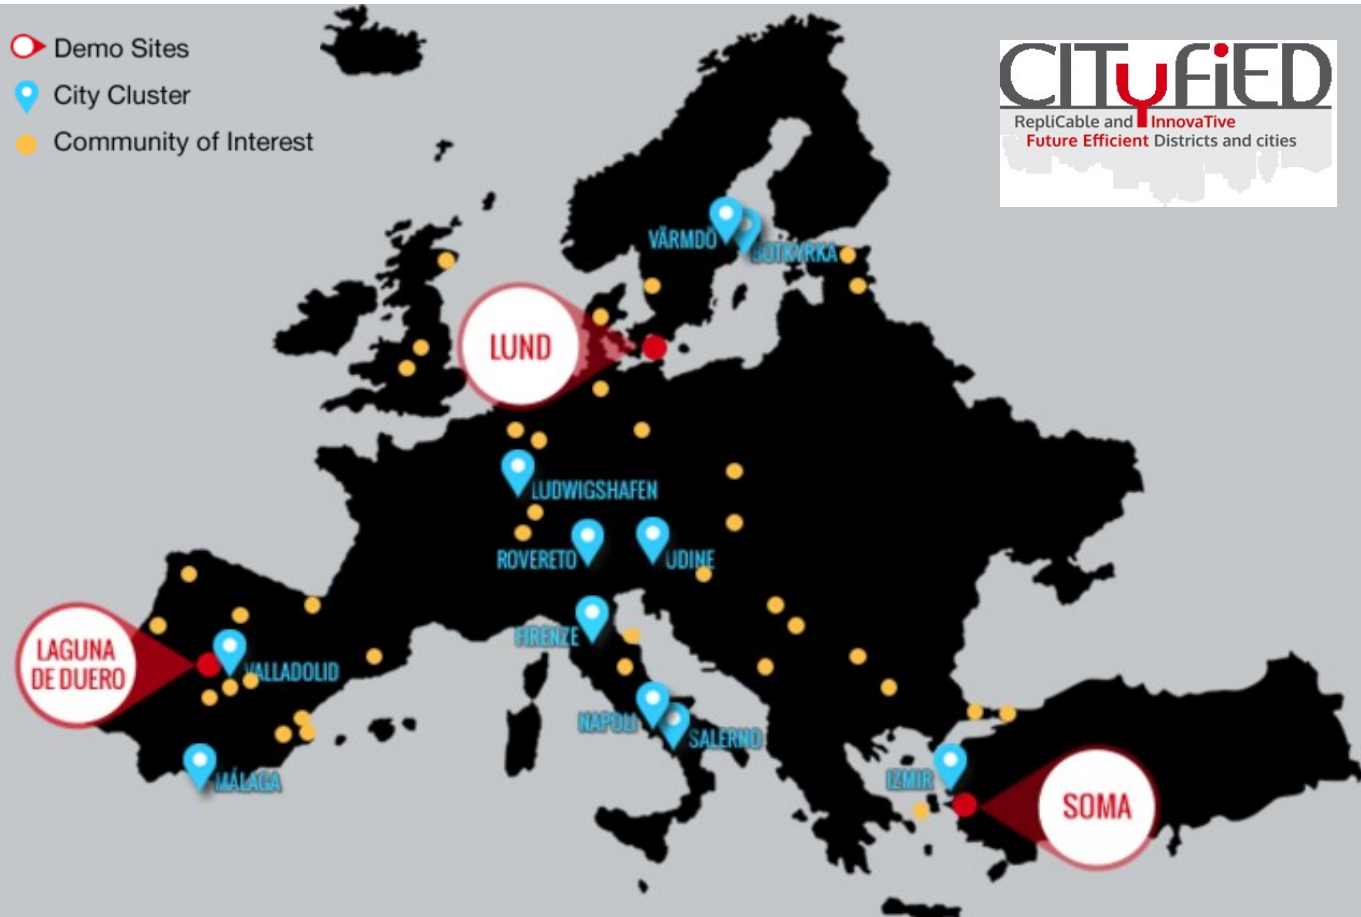 Demo Sites
City Cluster
Community of Interest
CITyFiED
RepliCable and InnovaTive
Future Efficient Districts and cities
VÄRMDÖ
BOTKYRKA
LUND
LUDWIGSHAFEN
ROVERETO
UDINE
FIRENZE
LAGUNA
DE DUERO
VALLADOLID
NAPOLI
SALERNO
MÁLAGA
IZMIR
SOMA